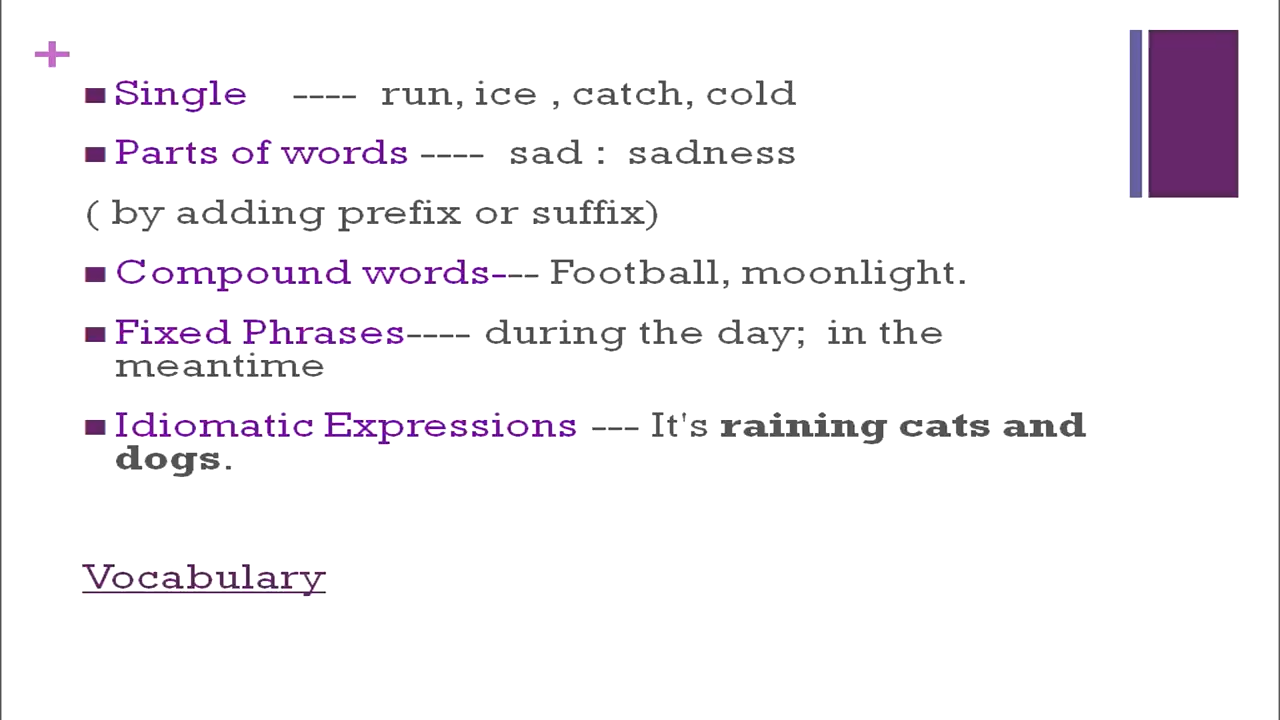 +
Single ---- run, ice , catch, cold
Parts of words ---- sad : sadness
( by adding prefix or suffix)
Compound words--- Football, moonlight.
Fixed Phrases---- during the day; in the
meantime
Idiomatic Expressions --- It's raining cats and
dogs.
Vocabulary